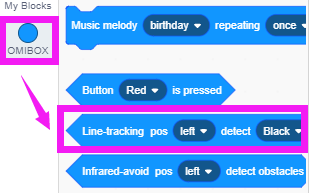 My Blocks
OMIBOX
Music melody birthday repeating once
Button Red is pressed
Line-tracking pos left detect Black
Infrared-avoid pos left detect obstacles